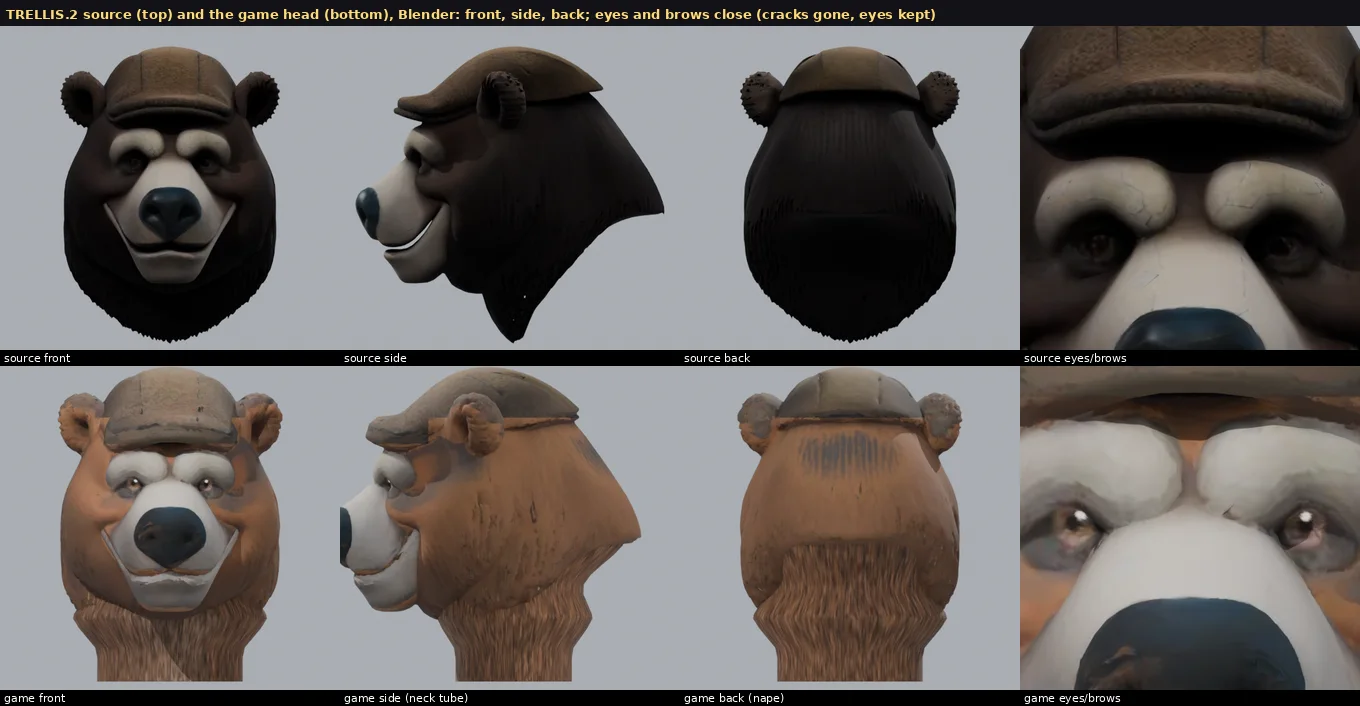 TRELLIS.2 source (top) and the game head (bottom), Blender: front, side, back; eyes and brows close (cracks gone, eyes kept)
source front
source side
source back
source eyes/brows
game front
game side (neck tube)
game back (nape)
game eyes/brows